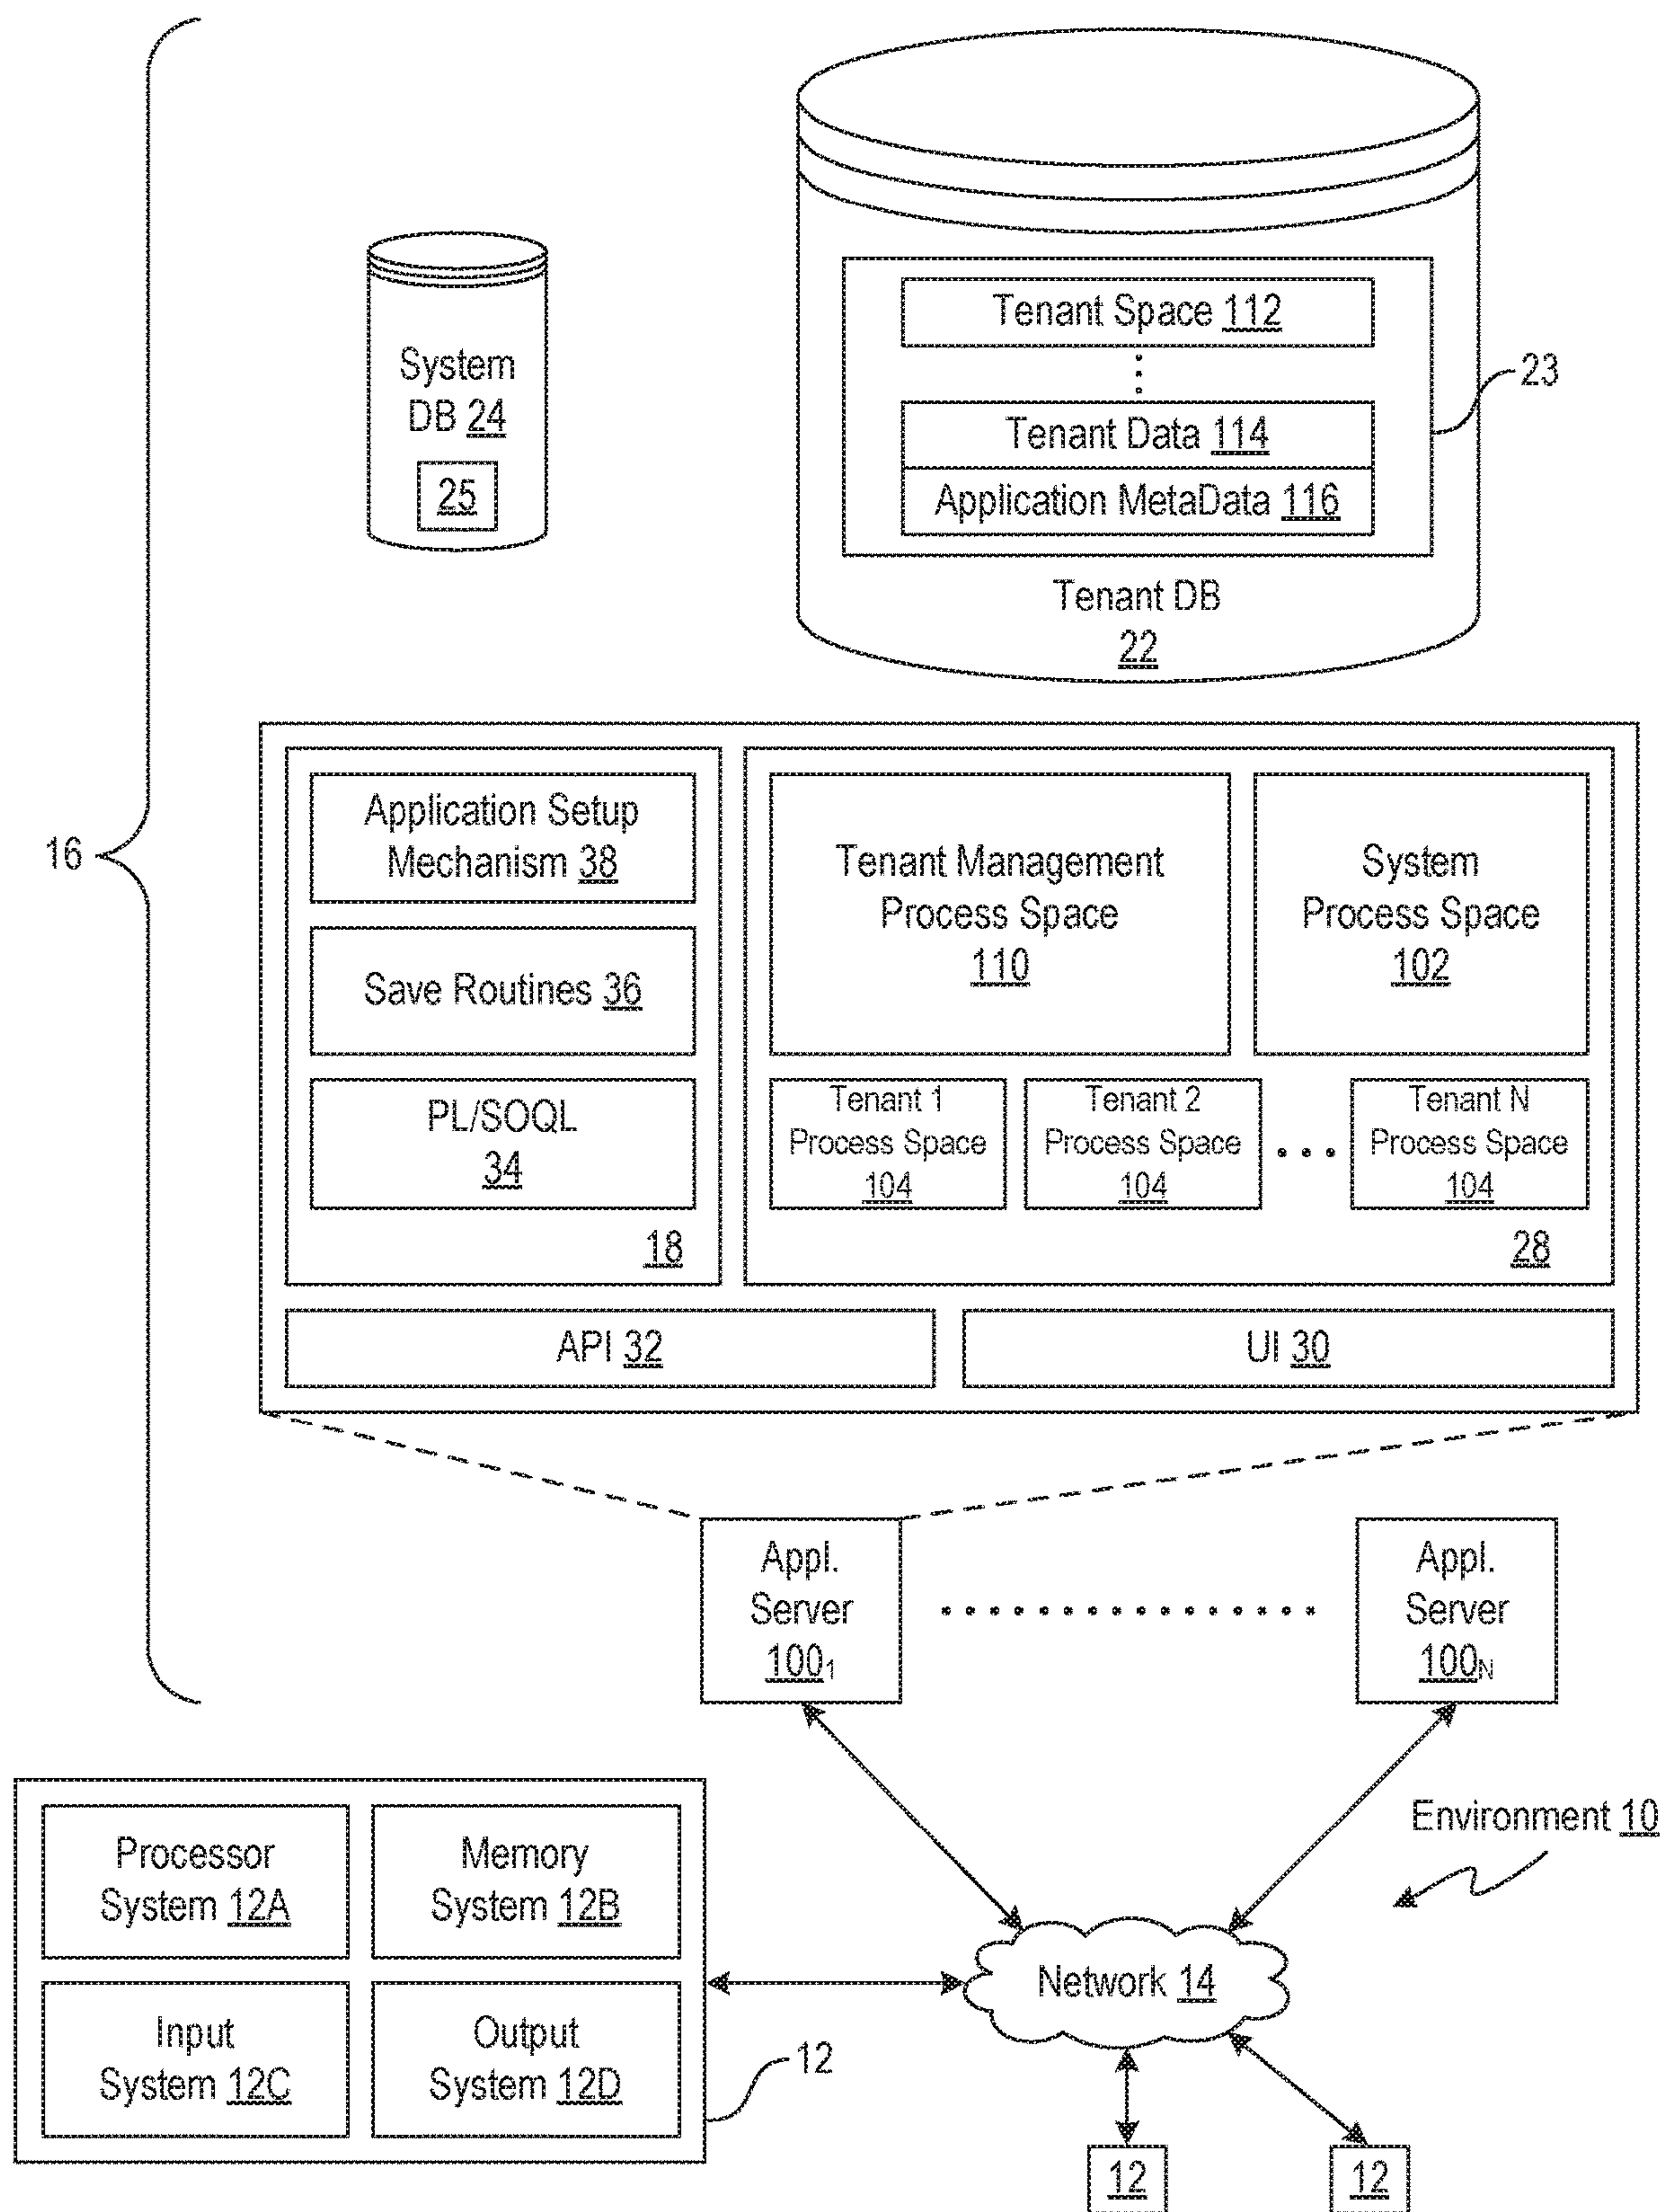 Tenant Space 112
23
System
DB 24
Tenant Data 114
25
Application MetaData 116
Tenant DB
22
16
Application Setup
Mechanism 38
Tenant Management
Process Space
110
System
Process Space
102
Save Routines 36
PL/SOQL
34
Tenant 1
Process Space
104
Tenant 2
Process Space
104
Tenant N
Process Space
104
18
28
API 32
UI 30
Appl.
Server
100₁
Appl.
Server
100N
Environment 10
Processor
System 12A
Memory
System 12B
Network 14
Input
System 12C
Output
System 12D
12
12
12